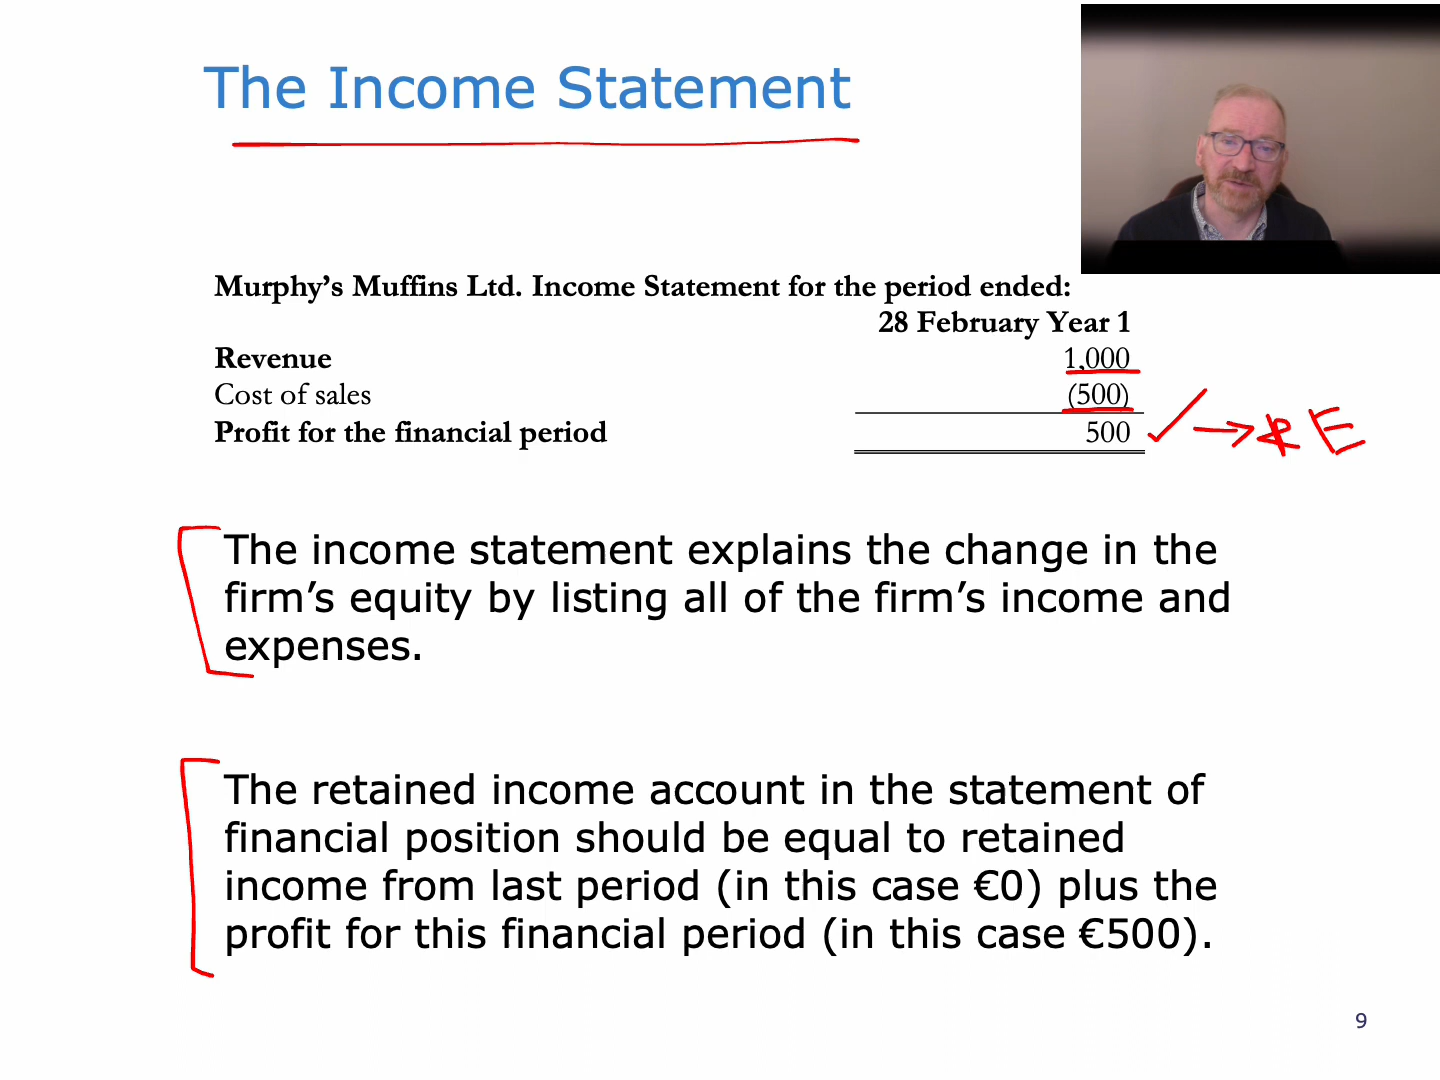 The Income Statement
Murphy’s Muffins Ltd. Income Statement for the period ended:
28 February Year 1
Revenue 1,000
Cost of sales (500)
Profit for the financial period 500
E
The income statement explains the change in the
firm’s equity by listing all of the firm’s income and
expenses.
The retained income account in the statement of
financial position should be equal to retained
income from last period (in this case €0) plus the
profit for this financial period (in this case €500).
9